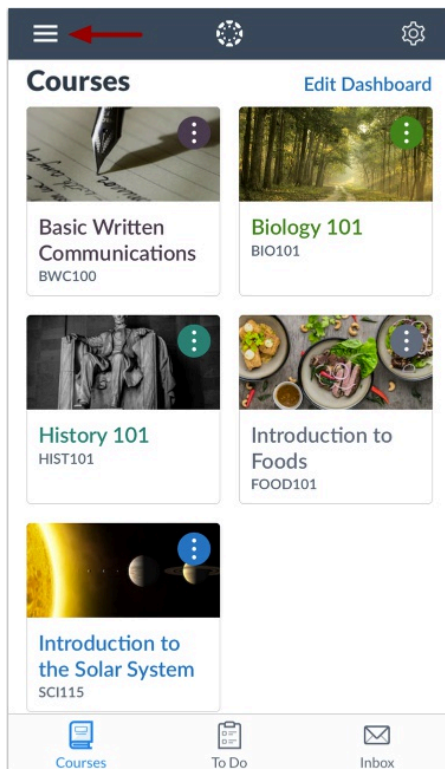 Courses
Edit Dashboard
Basic Written
Communications
BWC100
Biology 101
BIO101
History 101
HIST101
Introduction to
Foods
FOOD101
Introduction to
the Solar System
SCI115
Courses
To Do
Inbox